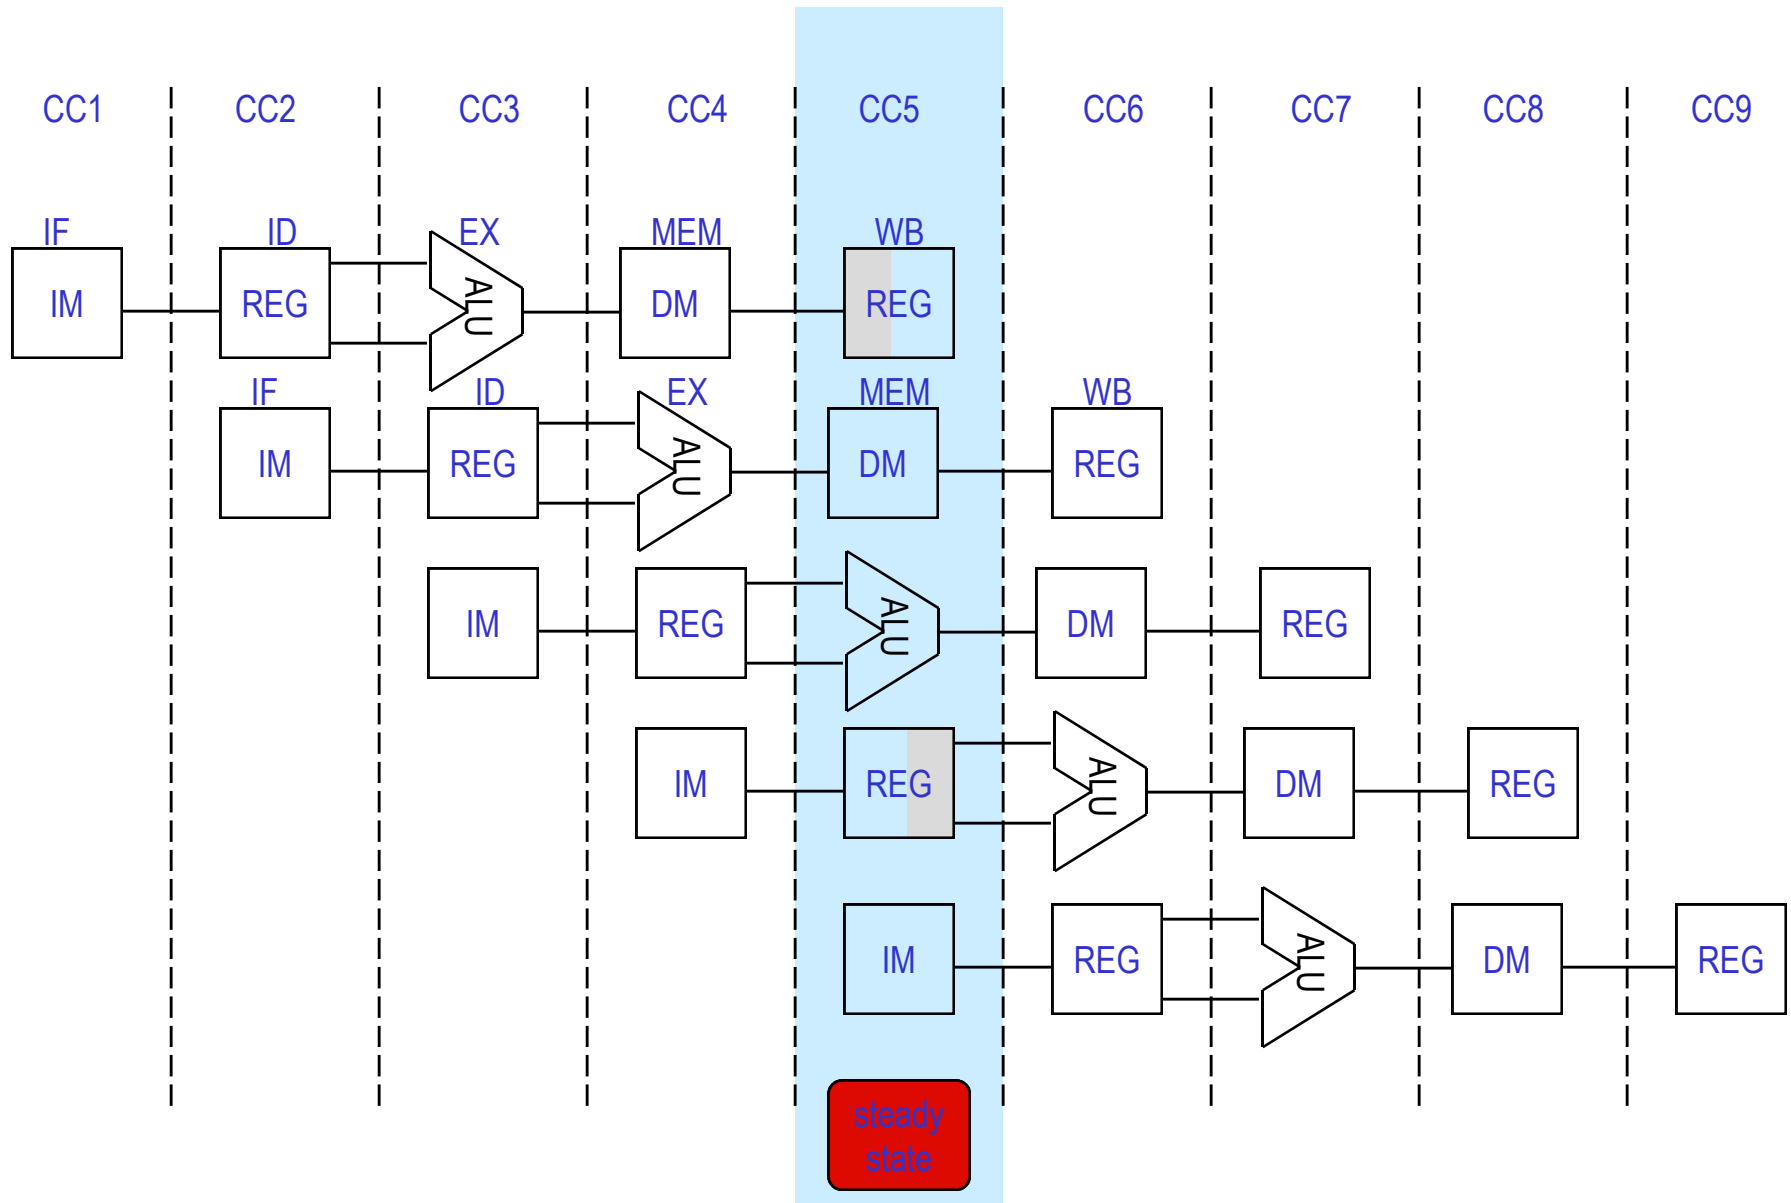 CC1 CC2 CC3 CC4 CC5 CC6 CC7 CC8 CC9
IF ID EX MEM WB
IM REG ALU DM REG
IF ID EX MEM WB
IM REG ALU DM REG
IM REG ALU DM REG
IM REG ALU DM REG
IM REG ALU DM REG
steady
state